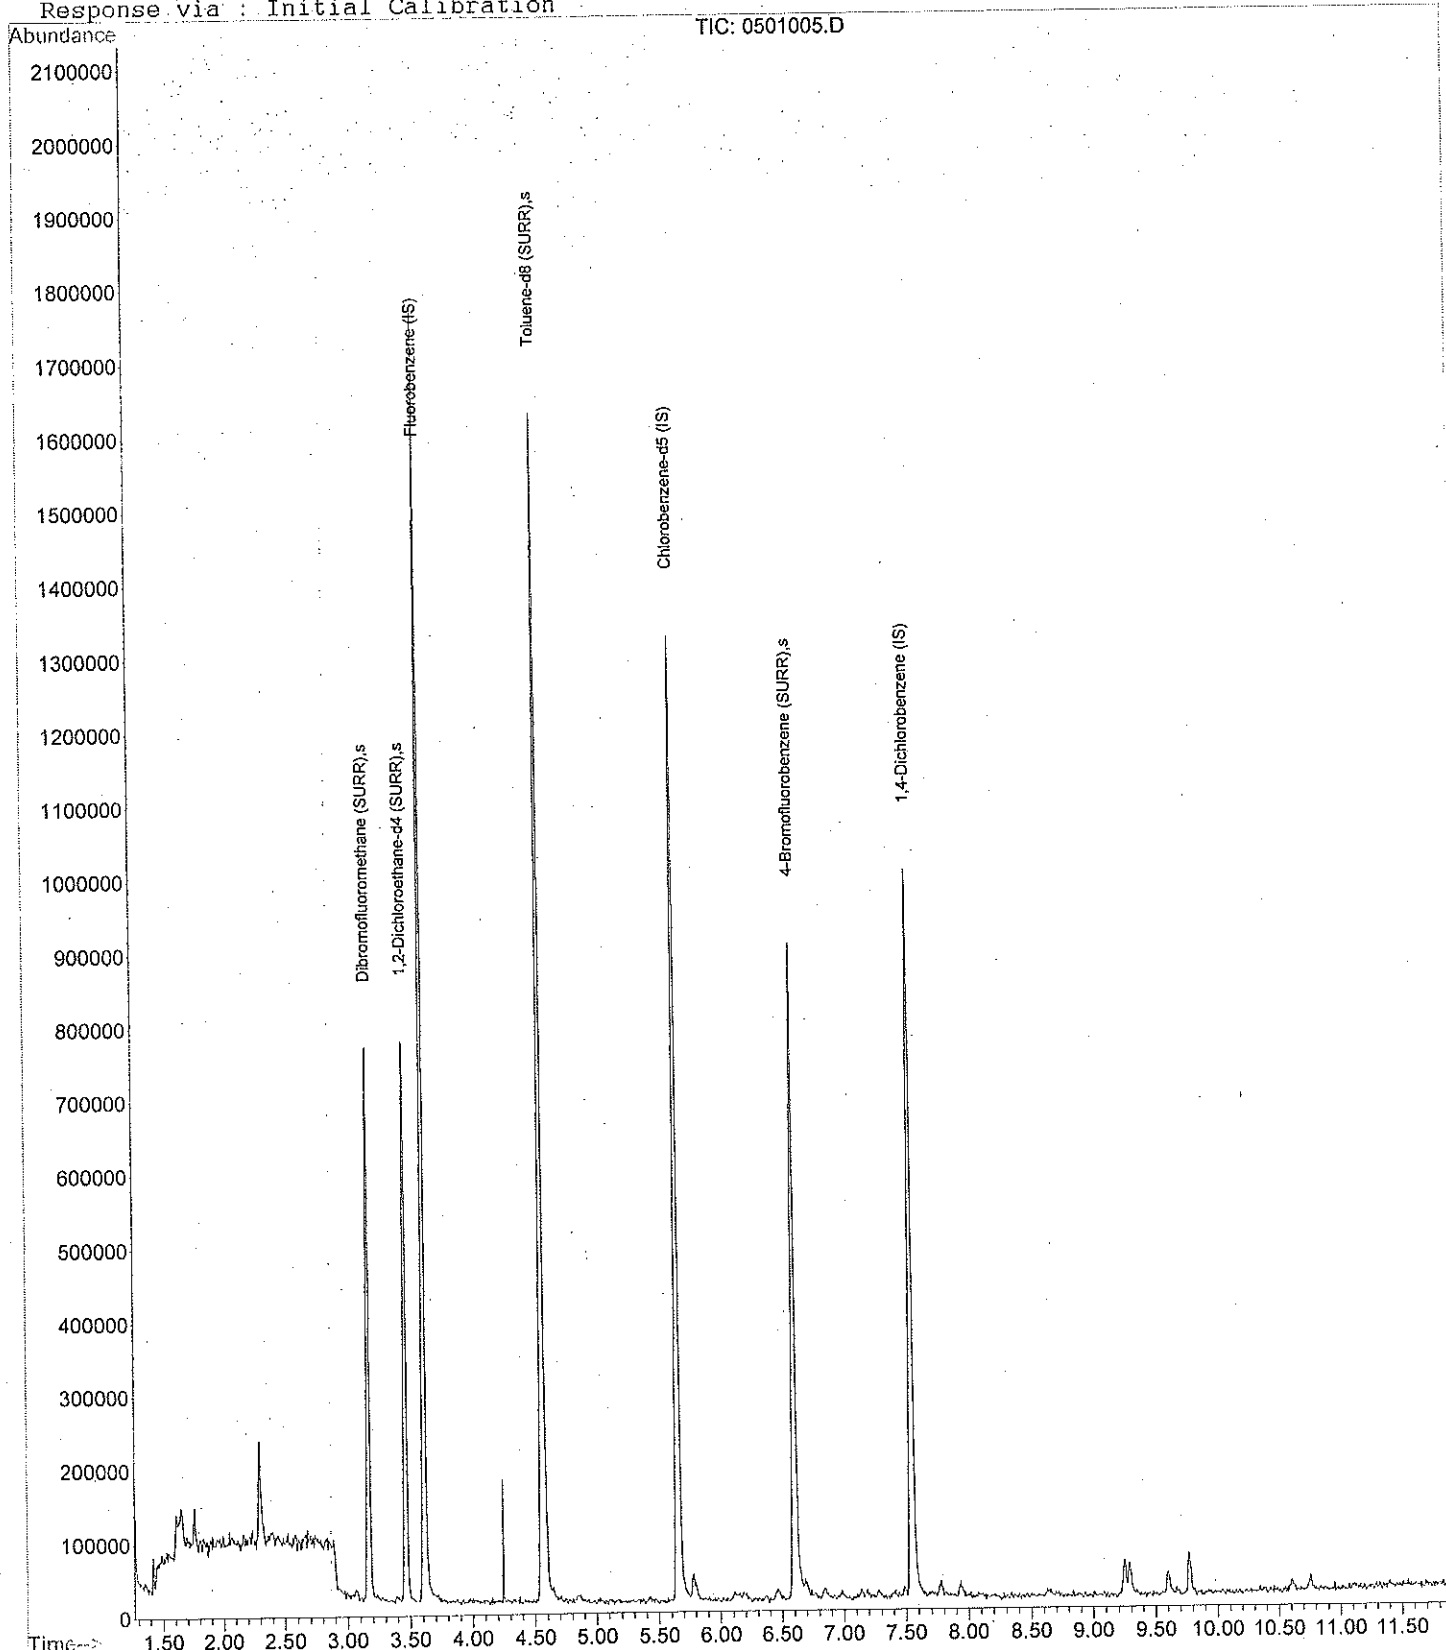 Response via : Initial Calibration
Abundance
TIC: 0501005.D
2100000
2000000
1900000
1800000
1700000
1600000
1500000
1400000
1300000
1200000
1100000
1000000
900000
800000
700000
600000
500000
400000
300000
200000
100000
0
Dibromofluoromethane (SURR),s
1,2-Dichloroethane-d4 (SURR),s
Fluorobenzene (IS)
Toluene-d8 (SURR),s
Chlorobenzene-d5 (IS)
4-Bromofluorobenzene (SURR),s
1,4-Dichlorobenzene (IS)
Time--> 1.50 2.00 2.50 3.00 3.50 4.00 4.50 5.00 5.50 6.00 6.50 7.00 7.50 8.00 8.50 9.00 9.50 10.00 10.50 11.00 11.50